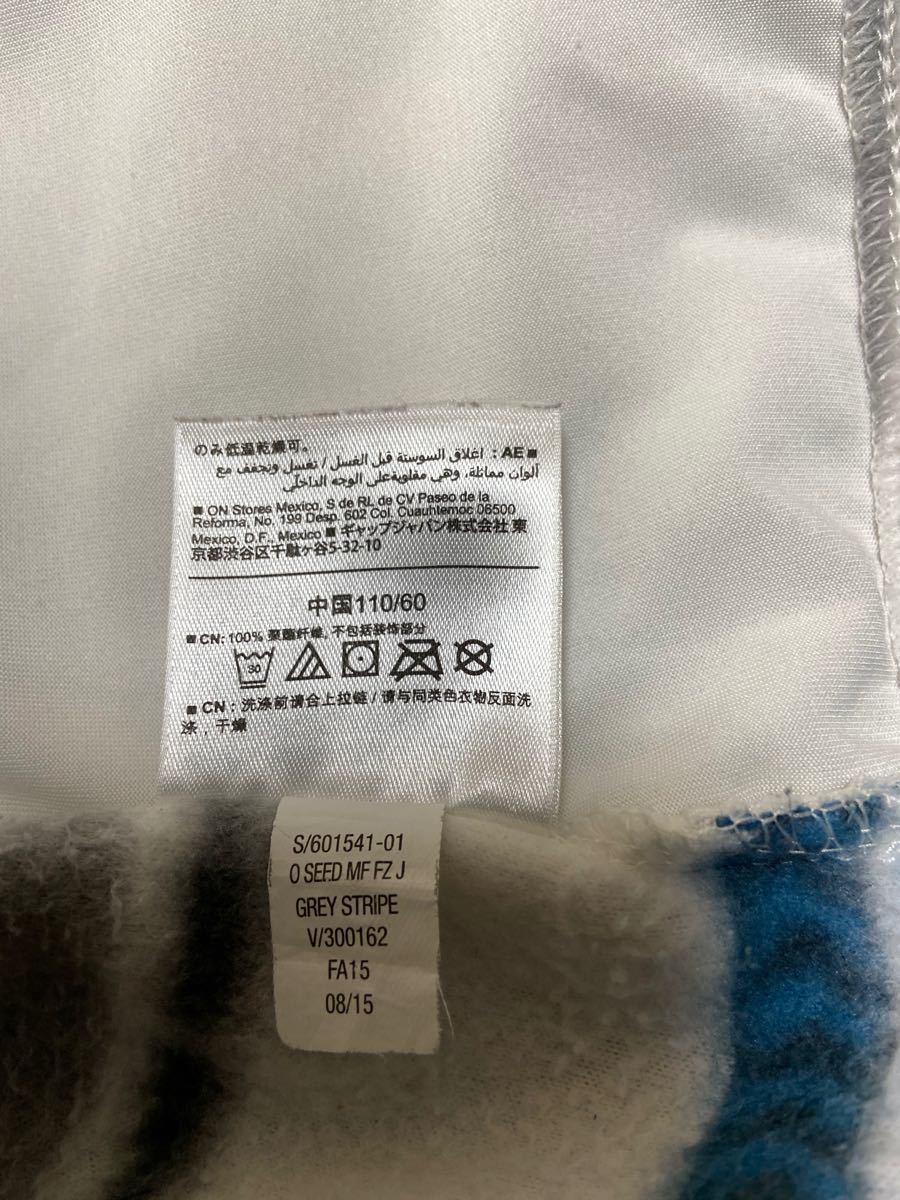 のみ低温乾燥可。
■ AE : اغلاق السوستة قبل الغسل / تغسل وتجفف مع
ألوان مماثلة، وهي مقلوبة على الوجه الداخلي
■ ON Stores Mexico, S de RL de CV Paseo de la
Reforma, No. 199 Desp. 602 Col. Cuauhtemoc 06500
Mexico, D.F., Mexico ■ ギャップジャパン株式会社 東
京都渋谷区千駄ヶ谷5-32-10
中国110/60
■ CN: 100% 聚酯纤维, 不包括装饰部分
30
■ CN : 洗涤前请合上拉链 / 请与同类色衣物反面洗
涤 , 干燥
S/601541-01
O SEED MF FZ J
GREY STRIPE
V/300162
FA15
08/15